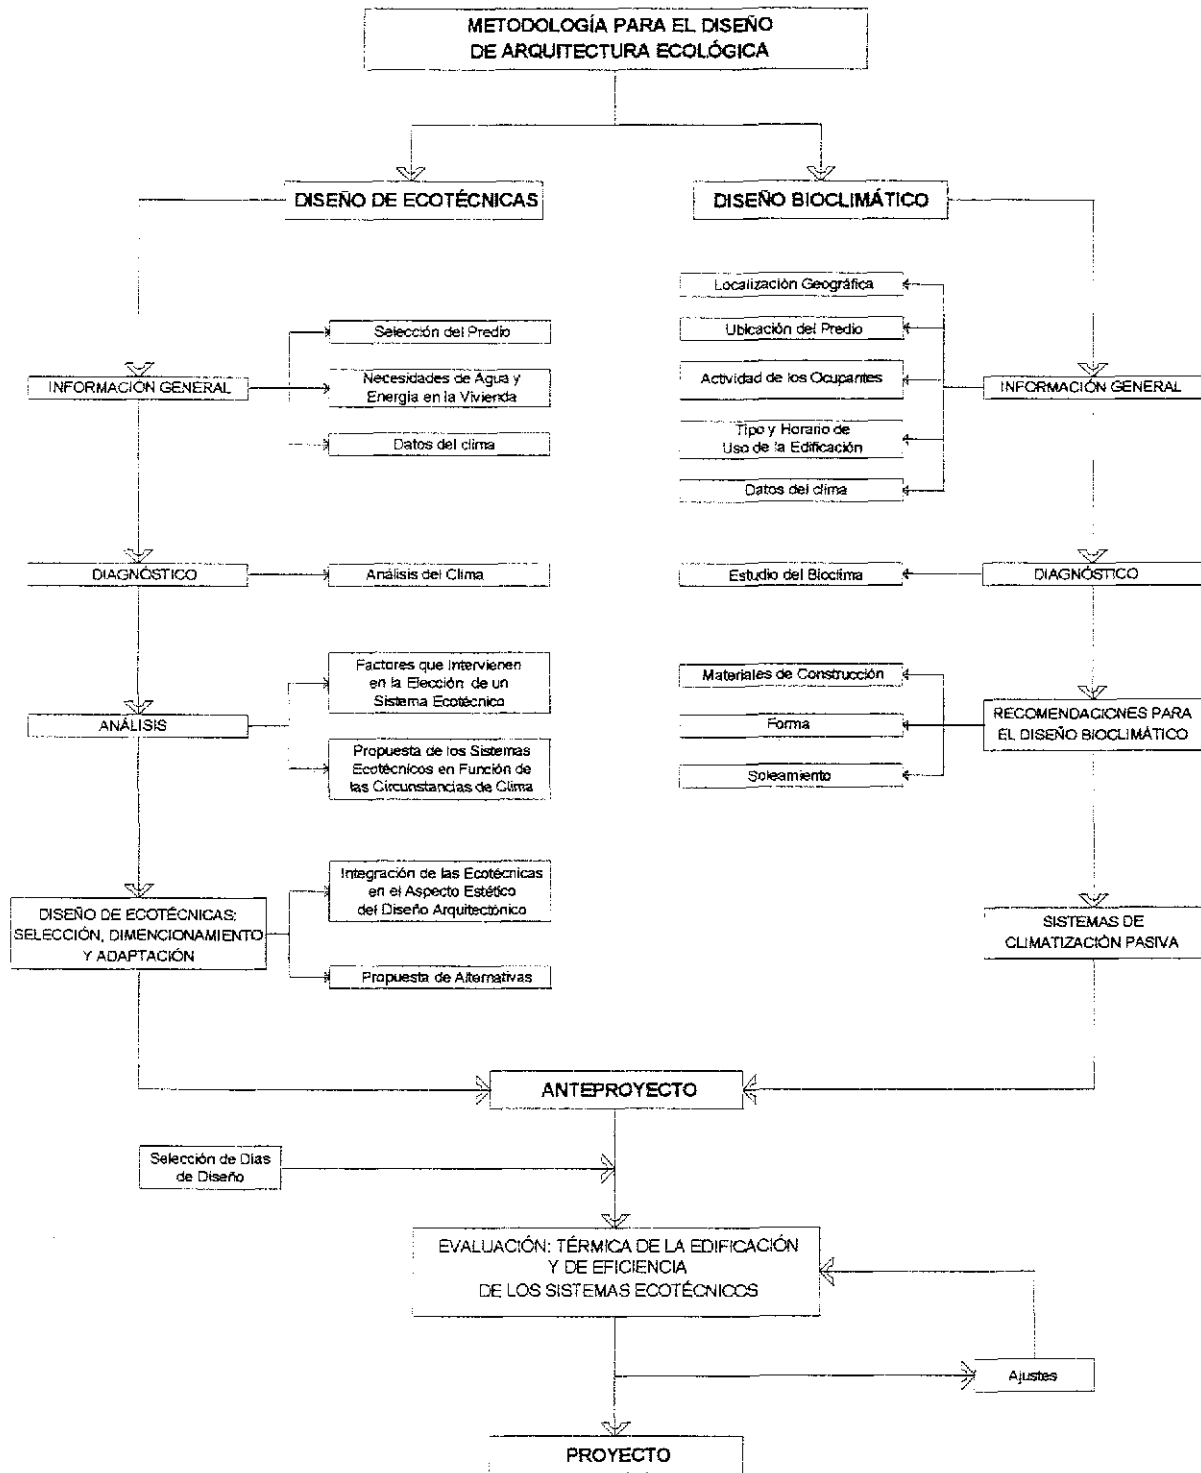 METODOLOGÍA PARA EL DISEÑO
DE ARQUITECTURA ECOLÓGICA
DISEÑO DE ECOTÉCNICAS
DISEÑO BIOCLIMÁTICO
Selección del Predio
INFORMACIÓN GENERAL
Necesidades de Agua y
Energía en la Vivienda
Datos del clima
Localización Geográfica
Ubicación del Predio
Actividad de los Ocupantes
INFORMACIÓN GENERAL
Tipo y Horario de
Uso de la Edificación
Datos del clima
DIAGNÓSTICO
Análisis del Clima
Estudio del Bioclima
DIAGNÓSTICO
Factores que Intervienen
en la Elección de un
Sistema Ecotécnico
ANÁLISIS
Propuesta de los Sistemas
Ecotécnicos en Función de
las Circunstancias de Clima
Materiales de Construcción
Forma
RECOMENDACIONES PARA
EL DISEÑO BIOCLIMÁTICO
Soleamiento
Integración de las Ecotécnicas
en el Aspecto Estético
del Diseño Arquitectónico
DISEÑO DE ECOTÉCNICAS:
SELECCIÓN, DIMENCIONAMIENTO
Y ADAPTACIÓN
Propuesta de Alternativas
SISTEMAS DE
CLIMATIZACIÓN PASIVA
ANTEPROYECTO
Selección de Días
de Diseño
EVALUACIÓN: TÉRMICA DE LA EDIFICACIÓN
Y DE EFICIENCIA
DE LOS SISTEMAS ECOTÉCNICOS
Ajustes
PROYECTO